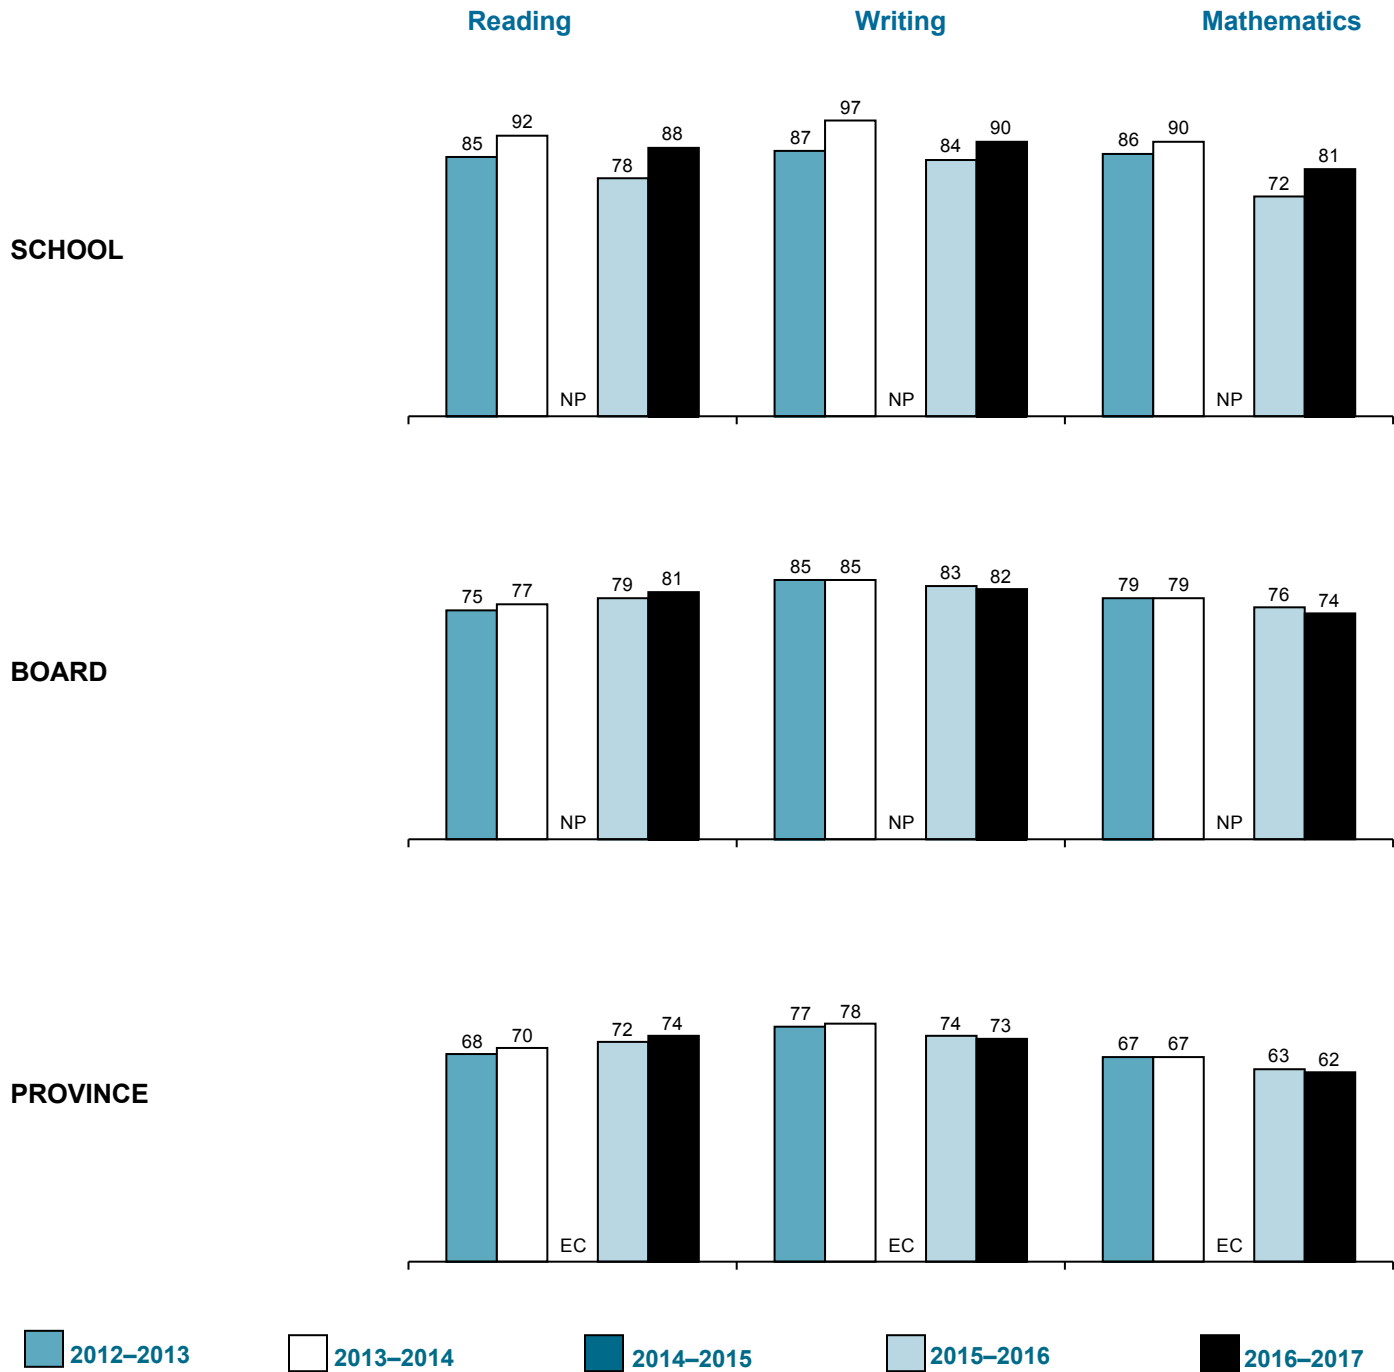 Reading Writing Mathematics
SCHOOL
85 92 NP 78 88
87 97 NP 84 90
86 90 NP 72 81
BOARD
75 77 NP 79 81
85 85 NP 83 82
79 79 NP 76 74
PROVINCE
68 70 EC 72 74
77 78 EC 74 73
67 67 EC 63 62
2012–2013 2013–2014 2014–2015 2015–2016 2016–2017